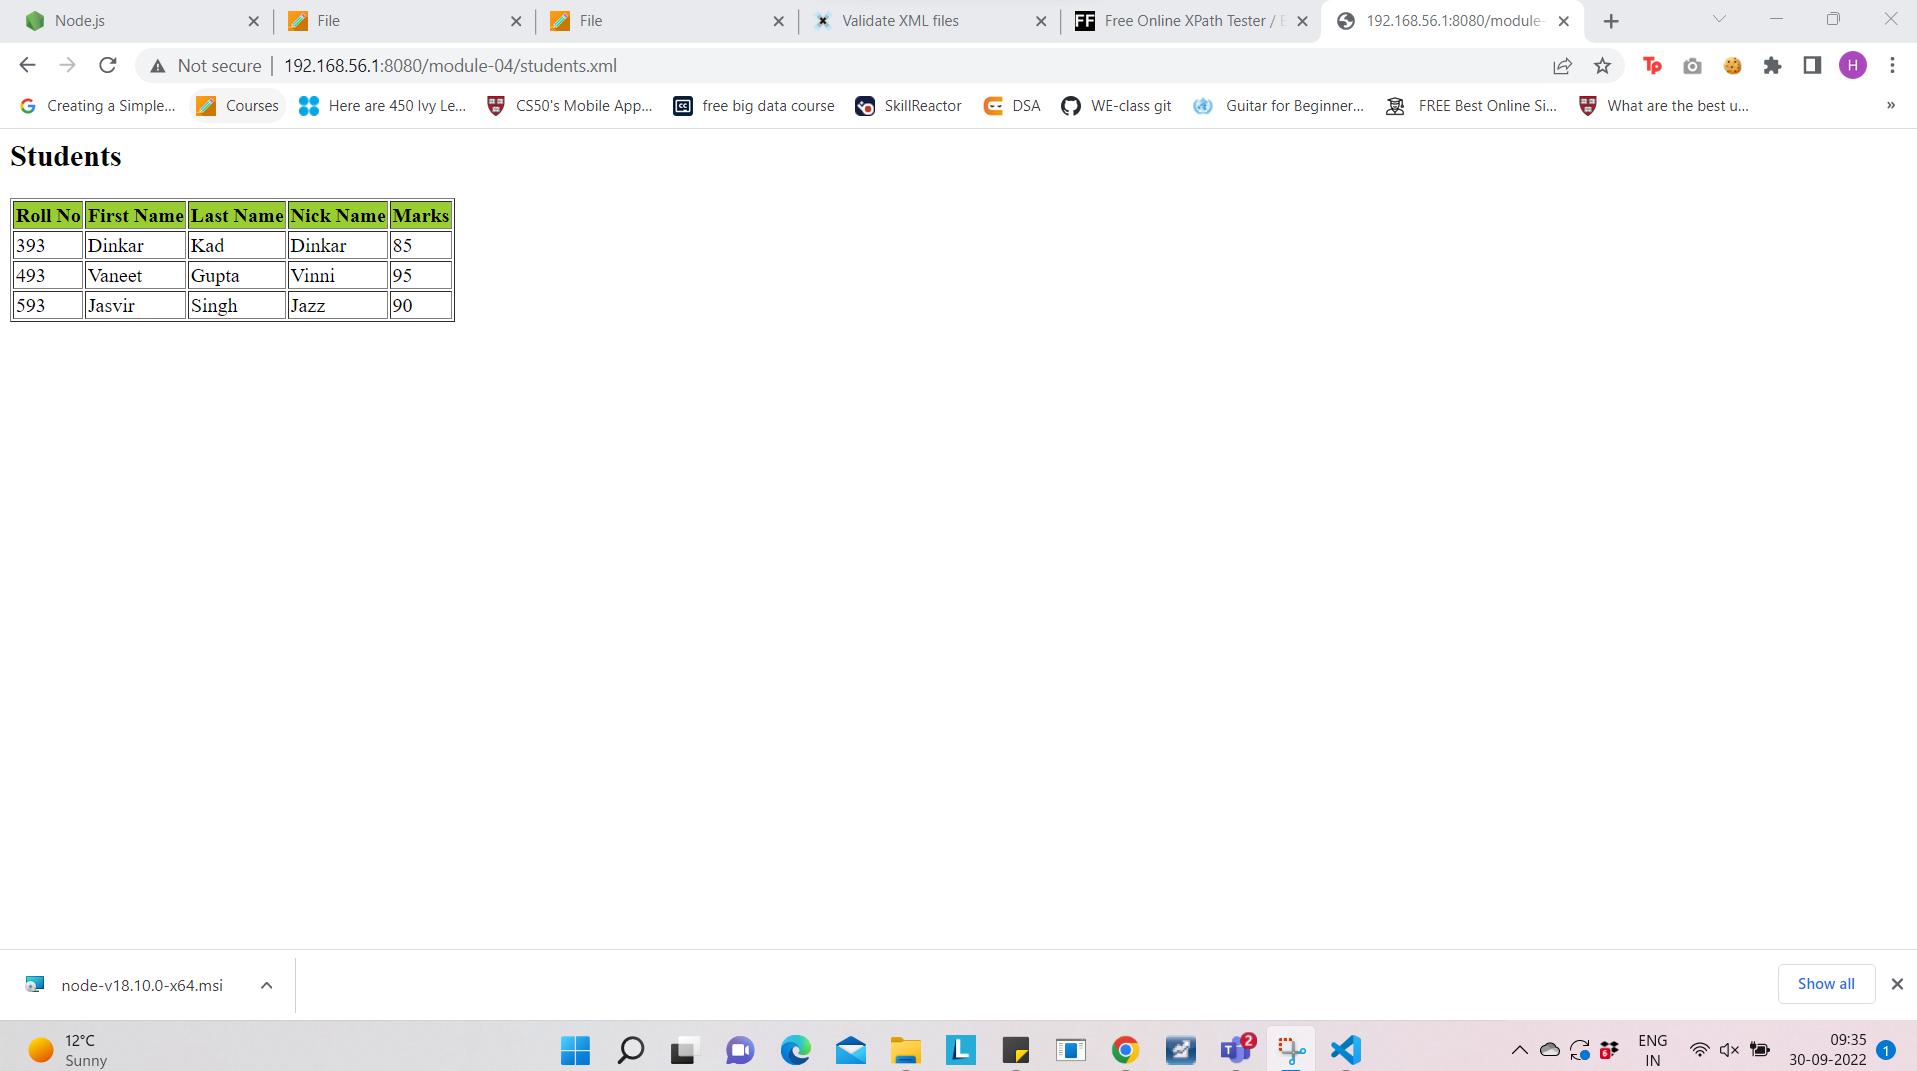 Node.js
File
File
Validate XML files
FF
Free Online XPath Tester /
192.168.56.1:8080/module-
Not secure
192.168.56.1:8080/module-04/students.xml
Tp
H
Creating a Simple...
Courses
Here are 450 Ivy Le...
CS50's Mobile App...
free big data course
SkillReactor
DSA
WE-class git
Guitar for Beginner...
FREE Best Online Si...
What are the best u...
»
Students
Roll No First Name Last Name Nick Name Marks
393 Dinkar Kad Dinkar 85
493 Vaneet Gupta Vinni 95
593 Jasvir Singh Jazz 90
node-v18.10.0-x64.msi
Show all
12°C
Sunny
L
T
2
6
ENG
IN
09:35
30-09-2022
1